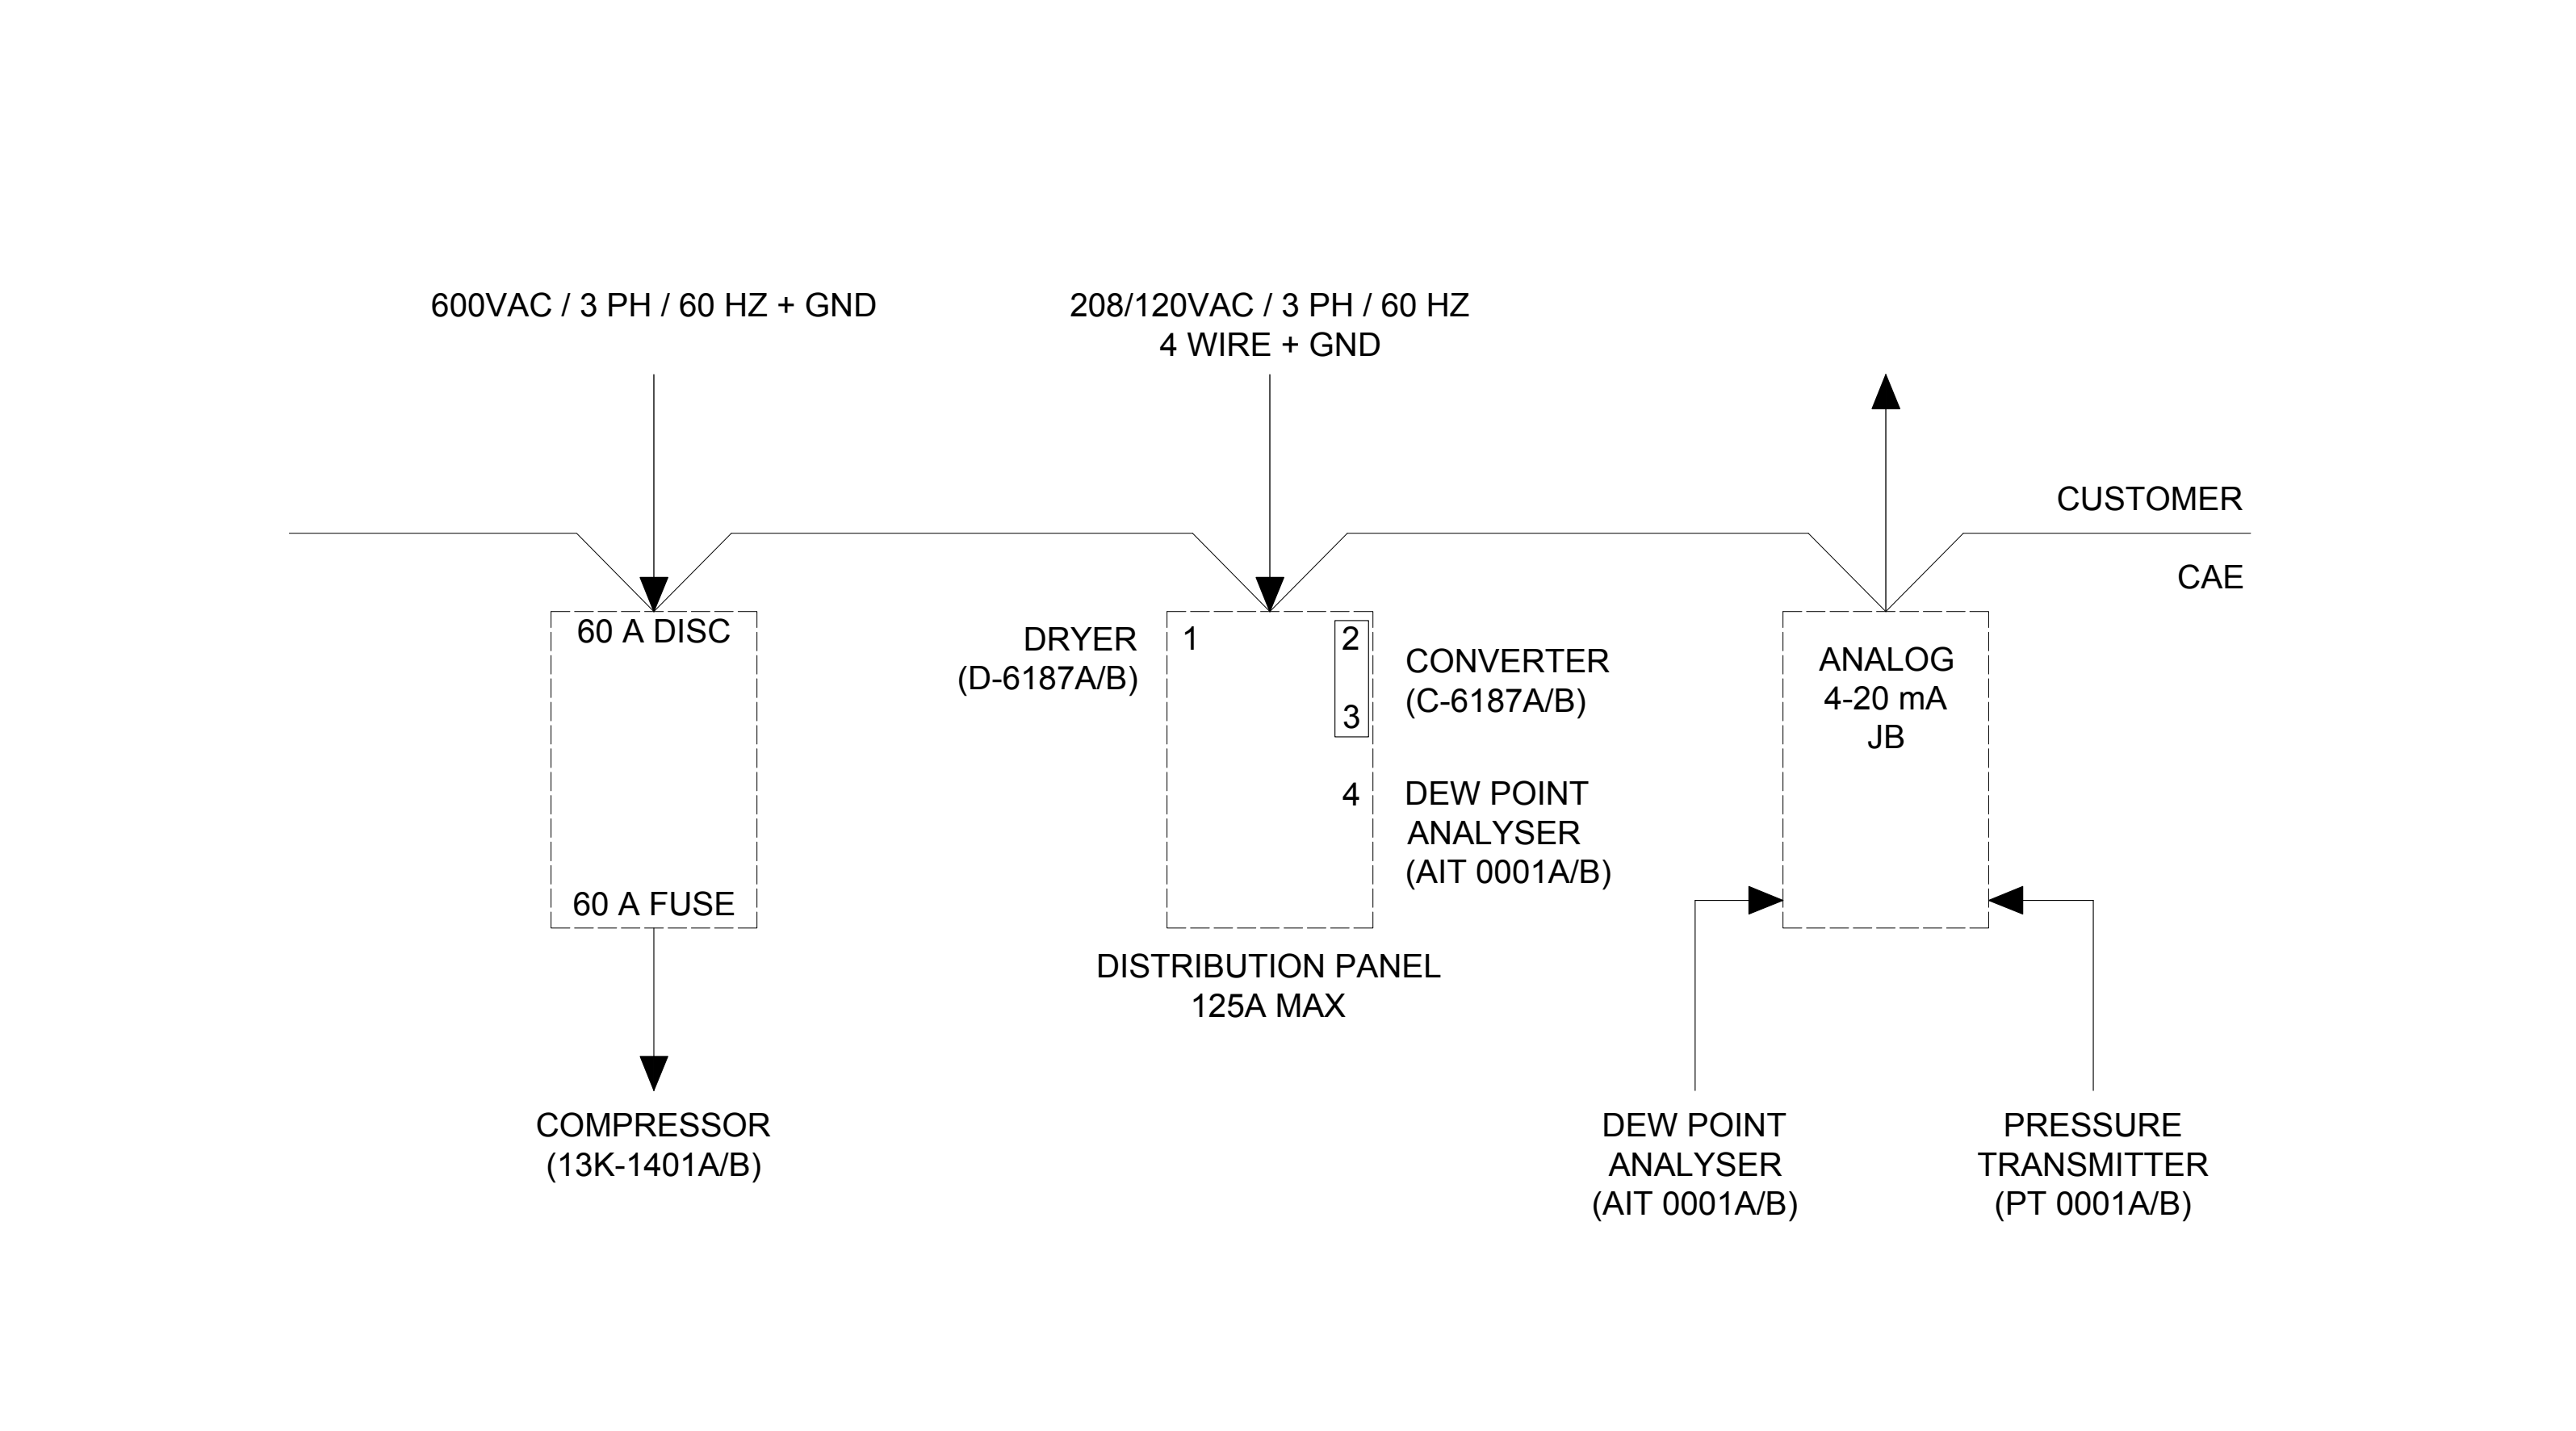 600VAC / 3 PH / 60 HZ + GND
208/120VAC / 3 PH / 60 HZ
4 WIRE + GND
CUSTOMER
CAE
60 A DISC
60 A FUSE
COMPRESSOR
(13K-1401A/B)
DRYER
(D-6187A/B)
1
2
3
4
CONVERTER
(C-6187A/B)
DEW POINT
ANALYSER
(AIT 0001A/B)
DISTRIBUTION PANEL
125A MAX
ANALOG
4-20 mA
JB
DEW POINT
ANALYSER
(AIT 0001A/B)
PRESSURE
TRANSMITTER
(PT 0001A/B)